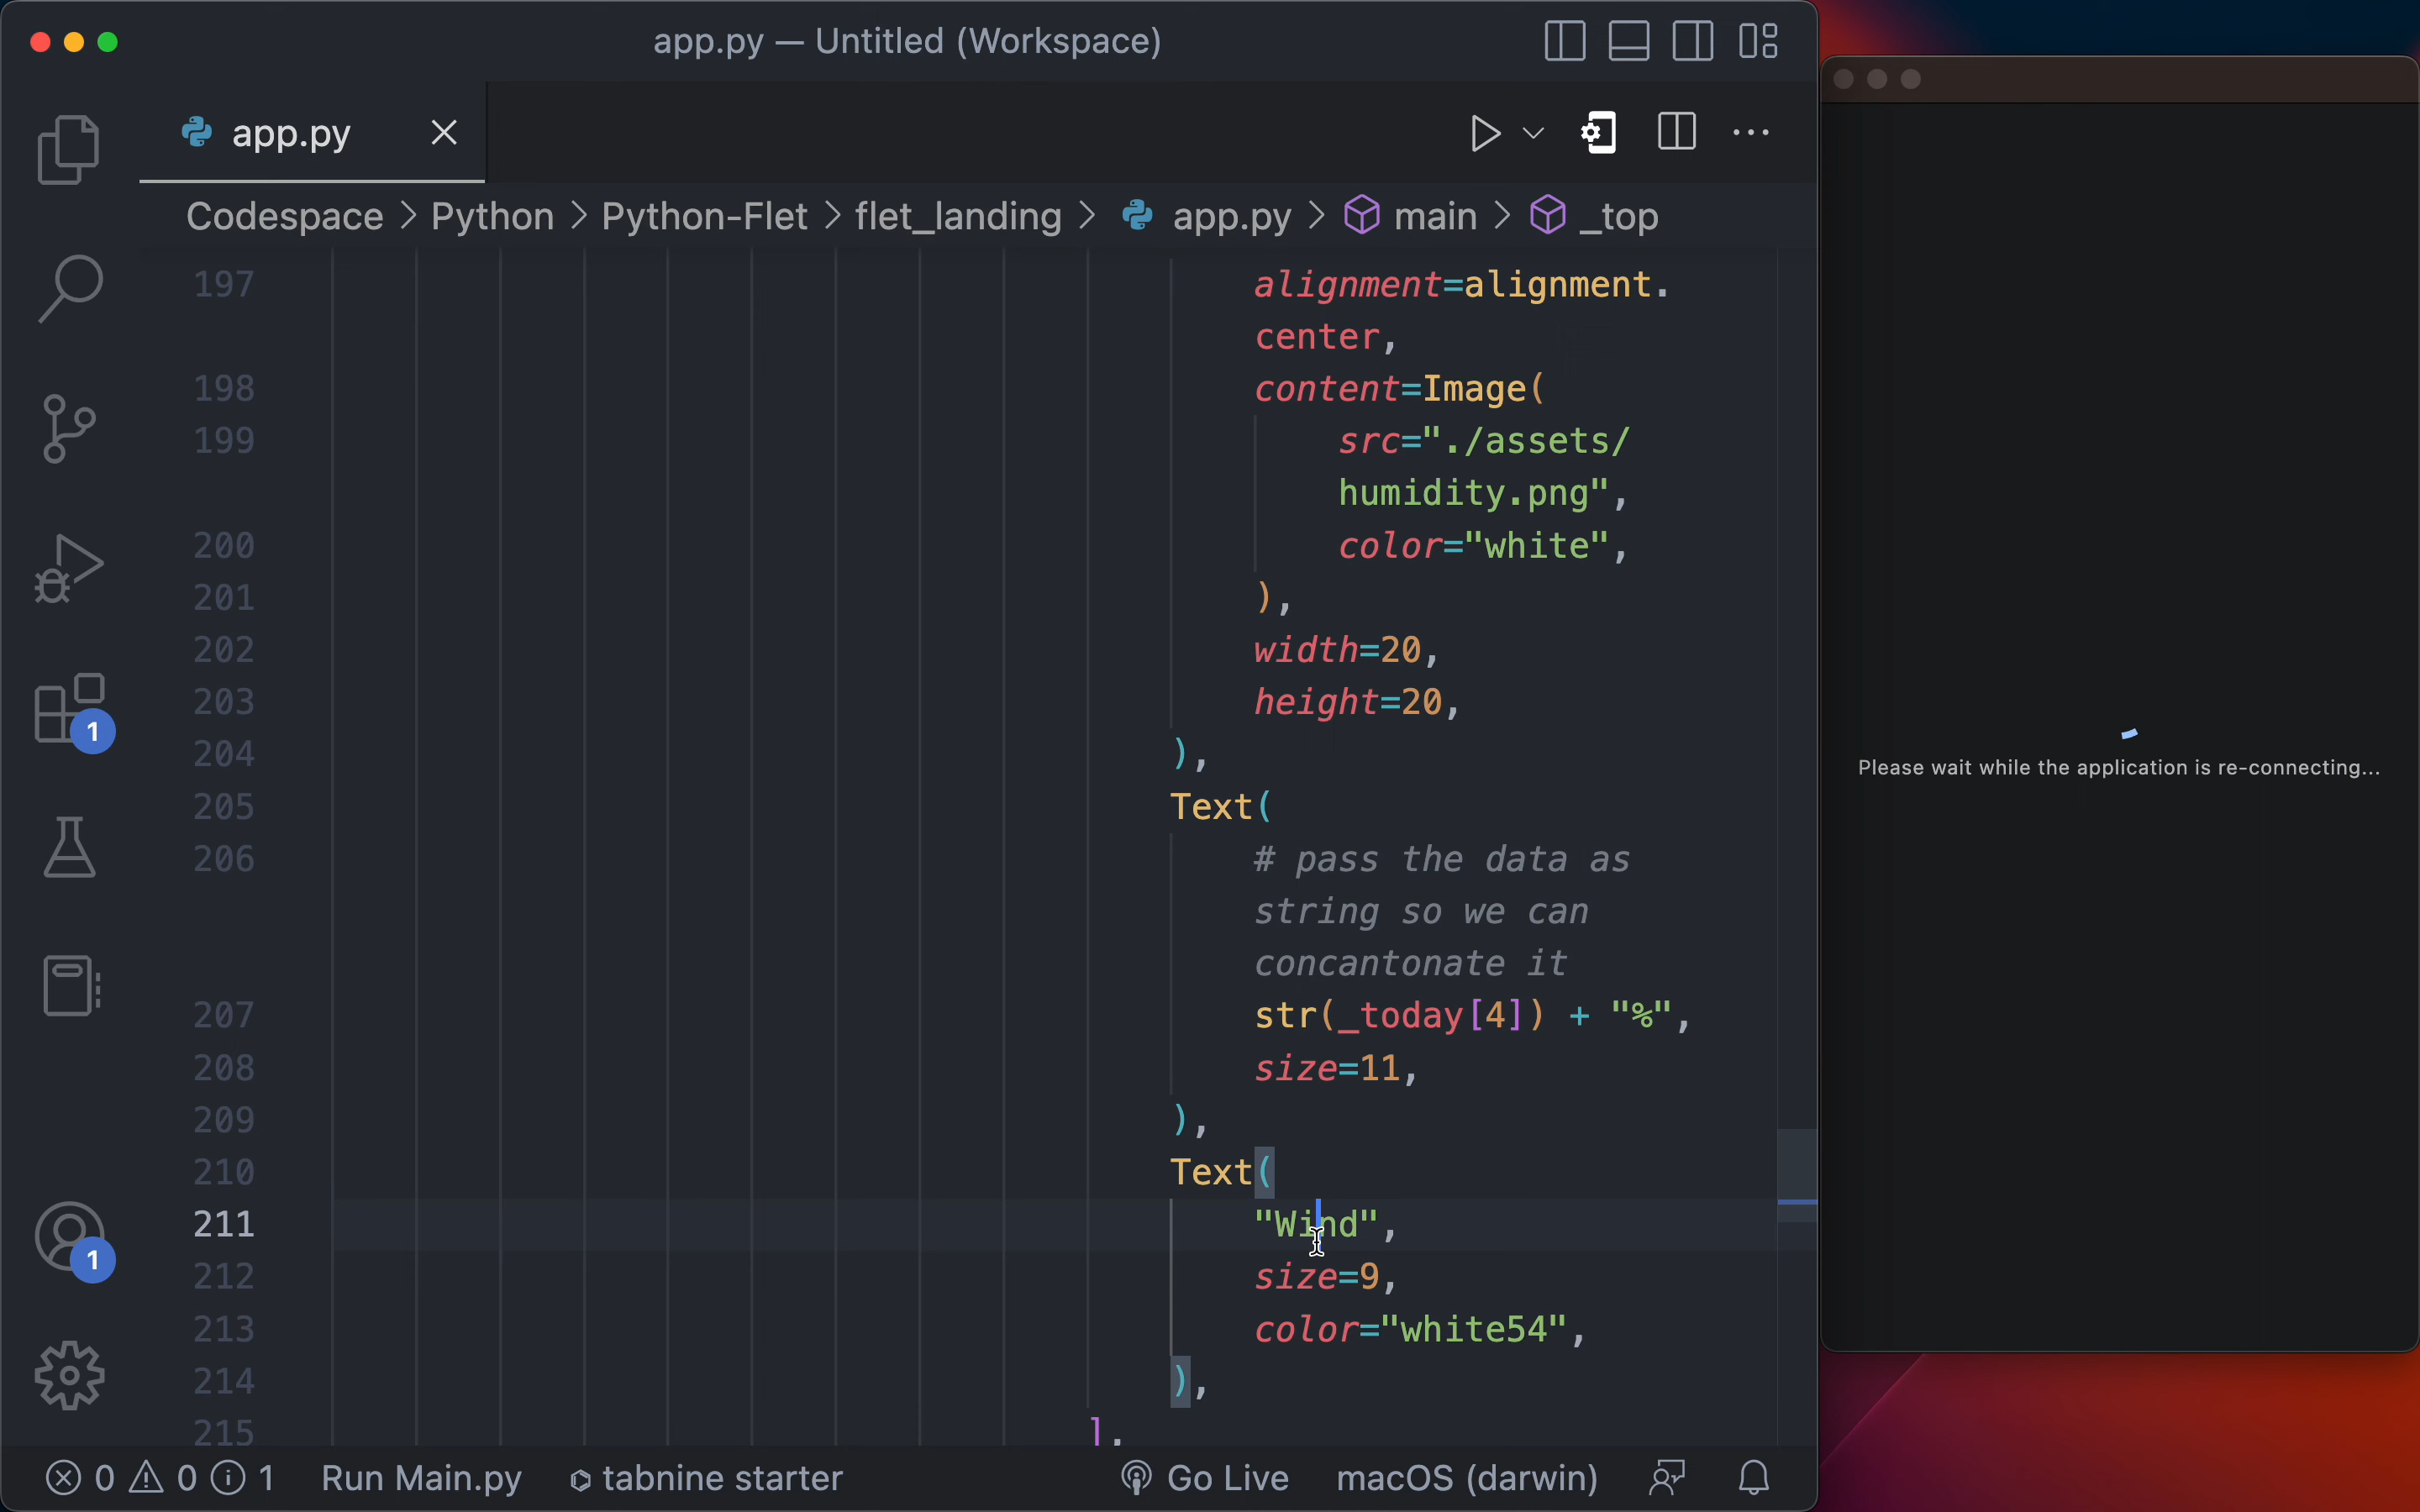 app.py — Untitled (Workspace)
app.py
Codespace > Python > Python-Flet > flet_landing > app.py > main > _top
197 alignment=alignment.
center,
198 content=Image(
199 src="./assets/
humidity.png",
200 color="white",
201 ),
202 width=20,
203 height=20,
204 ),
205 Text(
206 # pass the data as
string so we can
concantonate it
207 str(_today[4]) + "%",
208 size=11,
209 ),
210 Text(
211 "Wind",
212 size=9,
213 color="white54",
214 ),
215 ],
1
1
0 0 1 Run Main.py tabnine starter Go Live macOS (darwin)
Please wait while the application is re-connecting...